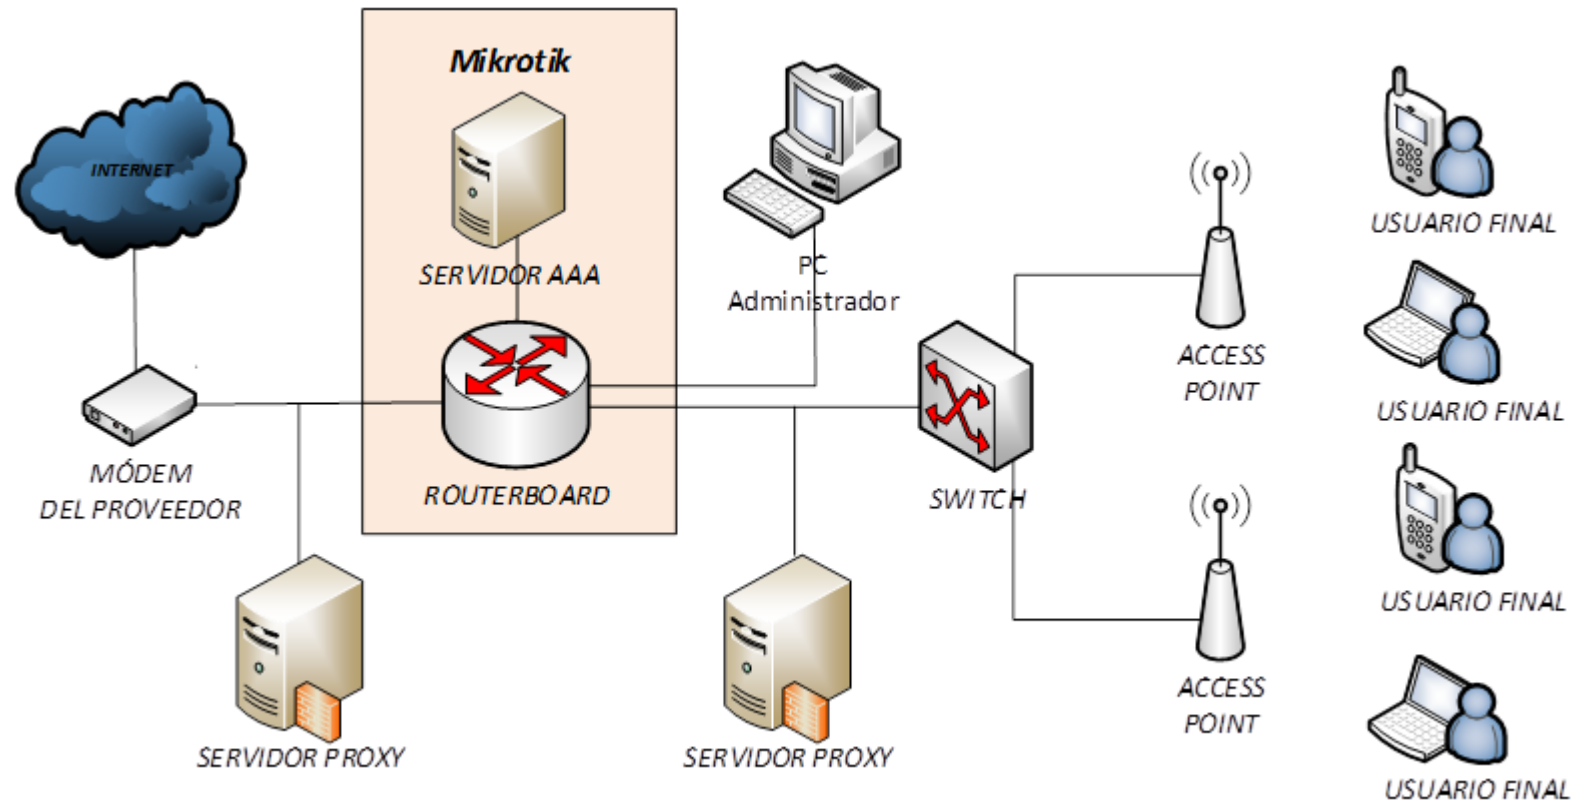 Mikrotik
INTERNET
SERVIDOR AAA
PC
Administrador
USUARIO FINAL
ACCESS
POINT
USUARIO FINAL
MÓDEM
DEL PROVEEDOR
ROUTERBOARD
SWITCH
USUARIO FINAL
ACCESS
POINT
SERVIDOR PROXY
SERVIDOR PROXY
USUARIO FINAL